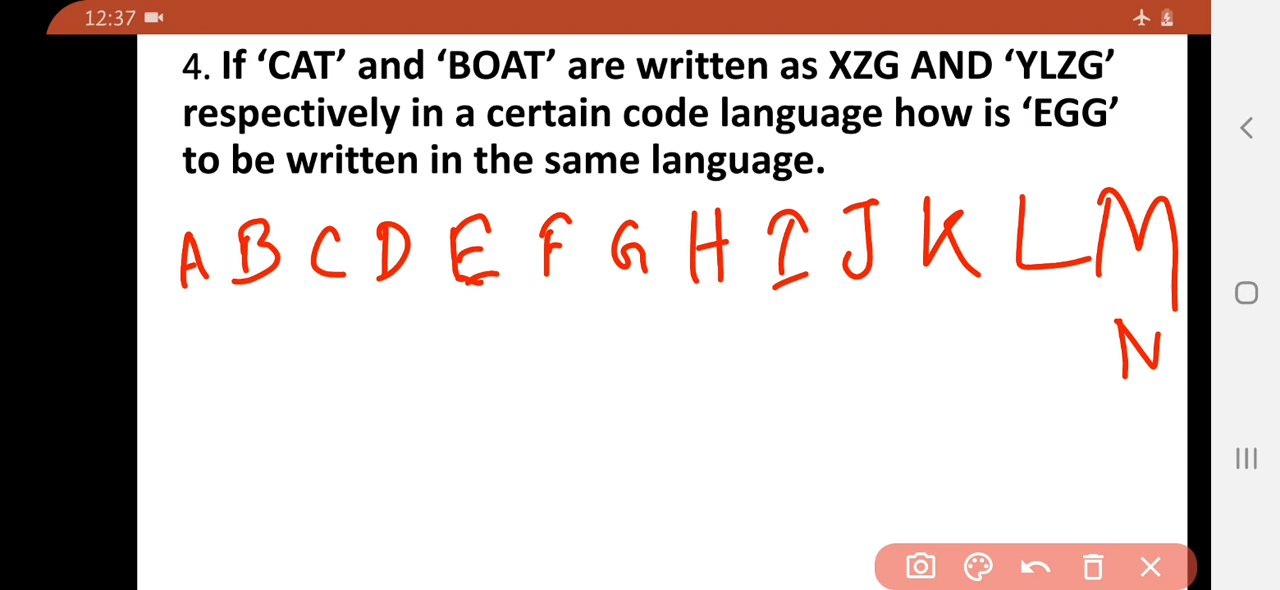 12:37
4. If ‘CAT’ and ‘BOAT’ are written as XZG AND ‘YLZG’
respectively in a certain code language how is ‘EGG’
to be written in the same language.
A B C D E F G H I J K L M
N